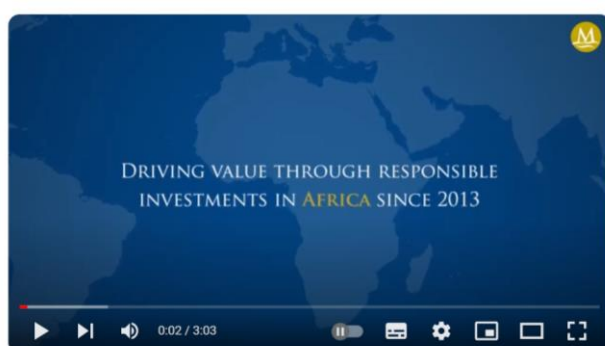 M
DRIVING VALUE THROUGH RESPONSIBLE
INVESTMENTS IN AFRICA SINCE 2013
0:02 / 3:03